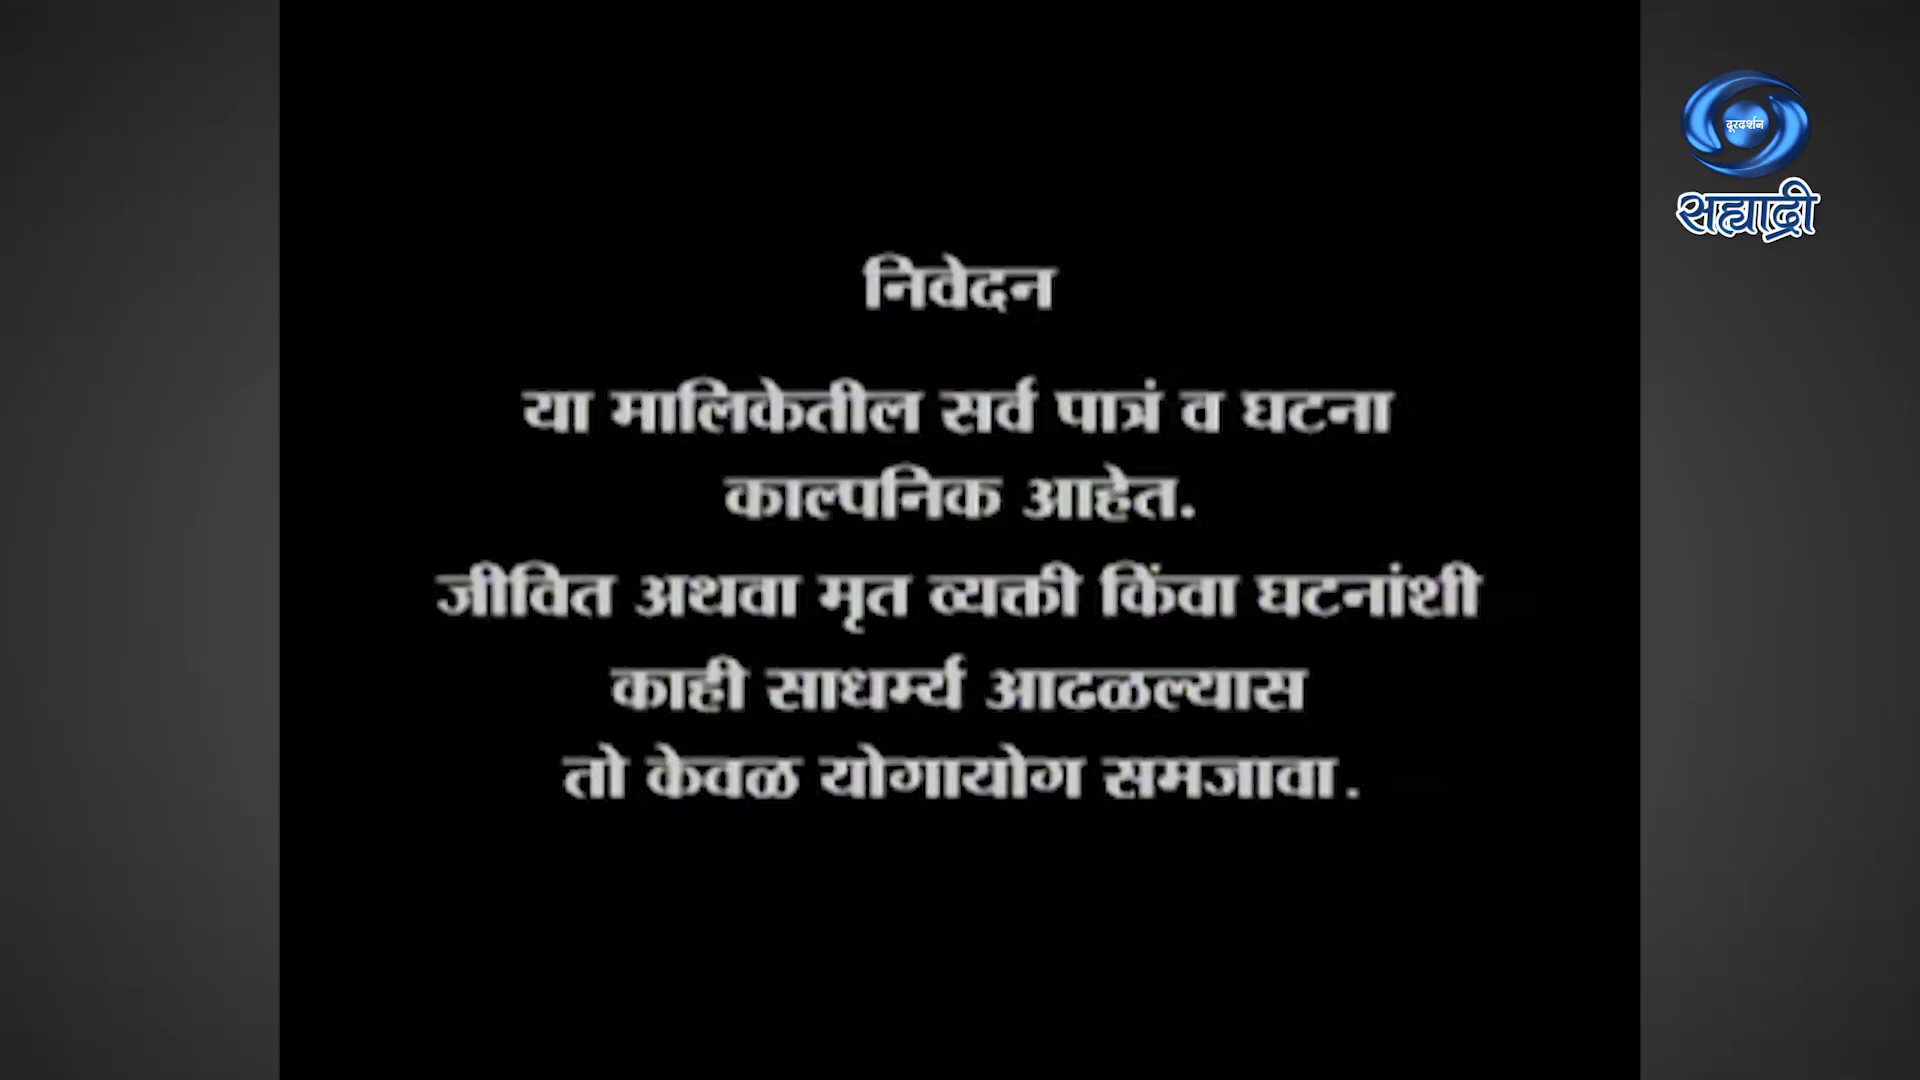 दूरदर्शन
सह्याद्री
निवेदन
या मालिकेतील सर्व पात्रं व घटना
काल्पनिक आहेत.
जीवित अथवा मृत व्यक्ती किंवा घटनांशी
काही साधर्म्य आढळल्यास
तो केवळ योगायोग समजावा.